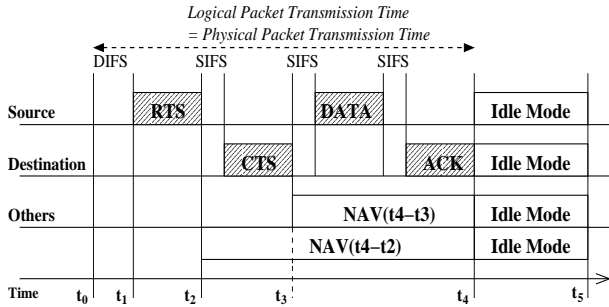 Logical Packet Transmission Time
= Physical Packet Transmission Time
DIFS SIFS SIFS SIFS
Source RTS DATA Idle Mode
Destination CTS ACK Idle Mode
Others NAV(t4−t3) Idle Mode
NAV(t4−t2) Idle Mode
Time t0 t1 t2 t3 t4 t5